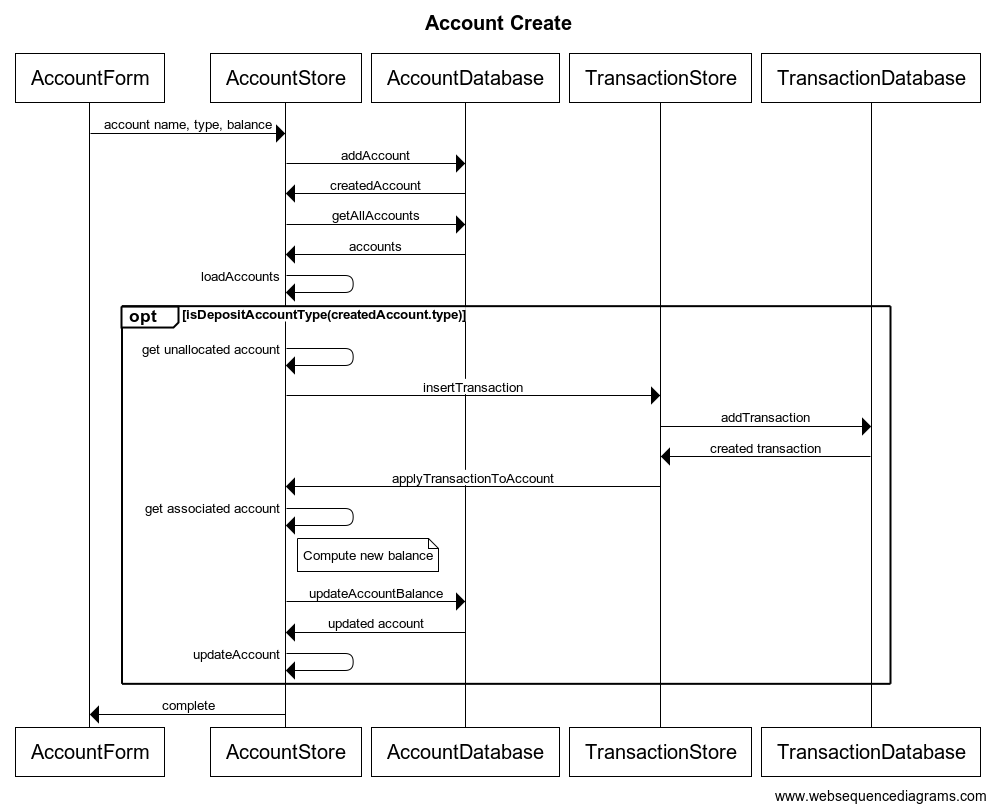 Account Create
AccountForm
AccountStore
AccountDatabase
TransactionStore
TransactionDatabase
account name, type, balance
addAccount
createdAccount
getAllAccounts
accounts
loadAccounts
opt
[isDepositAccountType(createdAccount.type)]
get unallocated account
insertTransaction
addTransaction
created transaction
applyTransactionToAccount
get associated account
Compute new balance
updateAccountBalance
updated account
updateAccount
complete
AccountForm
AccountStore
AccountDatabase
TransactionStore
TransactionDatabase
www.websequencediagrams.com